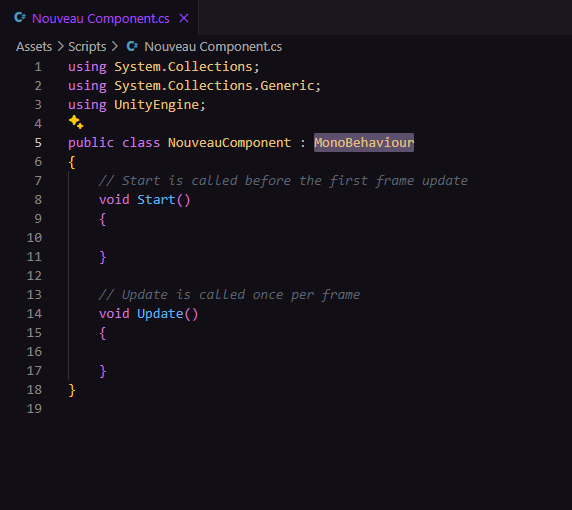 Nouveau Component.cs
Assets > Scripts > Nouveau Component.cs
1 using System.Collections;
2 using System.Collections.Generic;
3 using UnityEngine;
4
5 public class NouveauComponent : MonoBehaviour
6 {
7 // Start is called before the first frame update
8 void Start()
9 {
10
11 }
12
13 // Update is called once per frame
14 void Update()
15 {
16
17 }
18 }
19